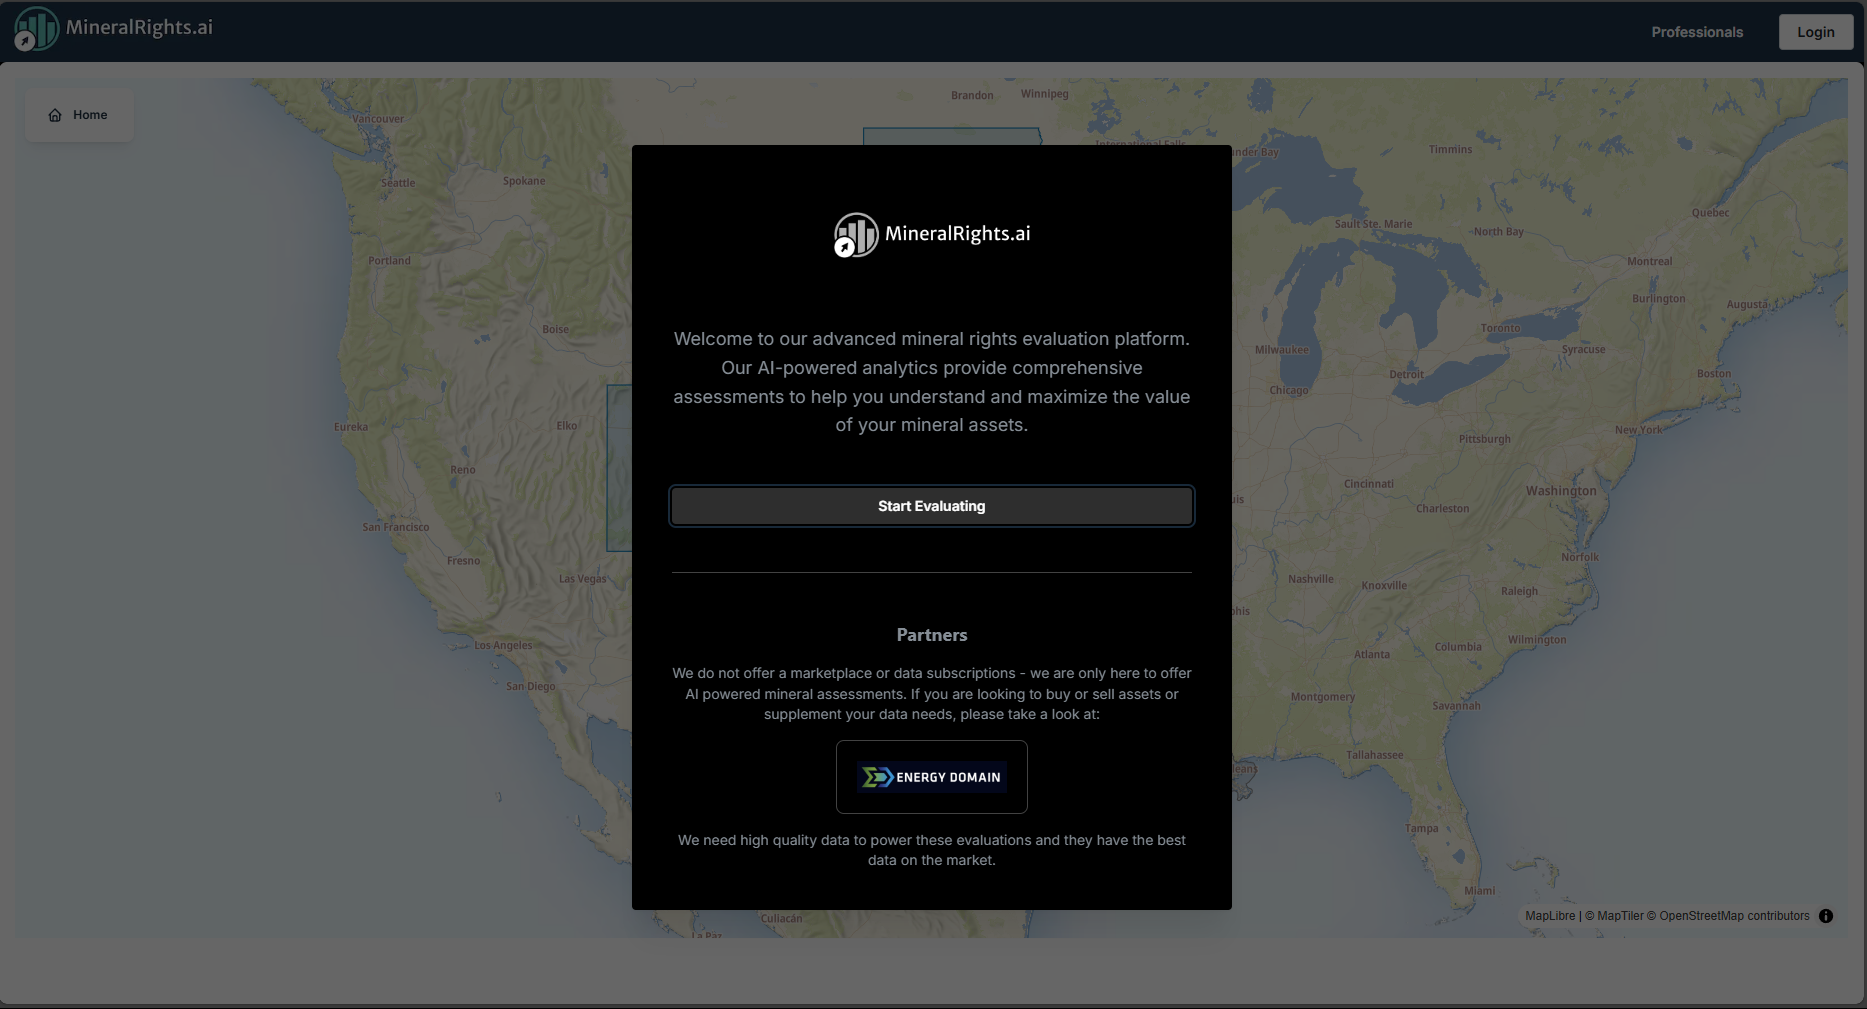 MineralRights.ai
Professionals
Login
Home
Brandon
Winnipeg
Vancouver
International Falls
Timmins
Seattle
Spokane
Quebec
Sault Ste. Marie
North Bay
MineralRights.ai
Portland
Montreal
Burlington
Augusta
Boise
Toronto
Syracuse
Milwaukee
Detroit
Boston
Chicago
Welcome to our advanced mineral rights evaluation platform.
Our AI-powered analytics provide comprehensive
assessments to help you understand and maximize the value
of your mineral assets.
Eureka
Elko
New York
Pittsburgh
Reno
Cincinnati
Washington
Start Evaluating
Charleston
San Francisco
Fresno
Norfolk
Las Vegas
Nashville
Knoxville
Raleigh
Partners
Los Angeles
Wilmington
Columbia
Atlanta
We do not offer a marketplace or data subscriptions - we are only here to offer
AI powered mineral assessments. If you are looking to buy or sell assets or
supplement your data needs, please take a look at:
San Diego
Montgomery
Savannah
Tallahassee
ENERGY DOMAIN
Tampa
We need high quality data to power these evaluations and they have the best
data on the market.
Miami
Culiacán
La Paz
MapLibre | © MapTiler © OpenStreetMap contributors